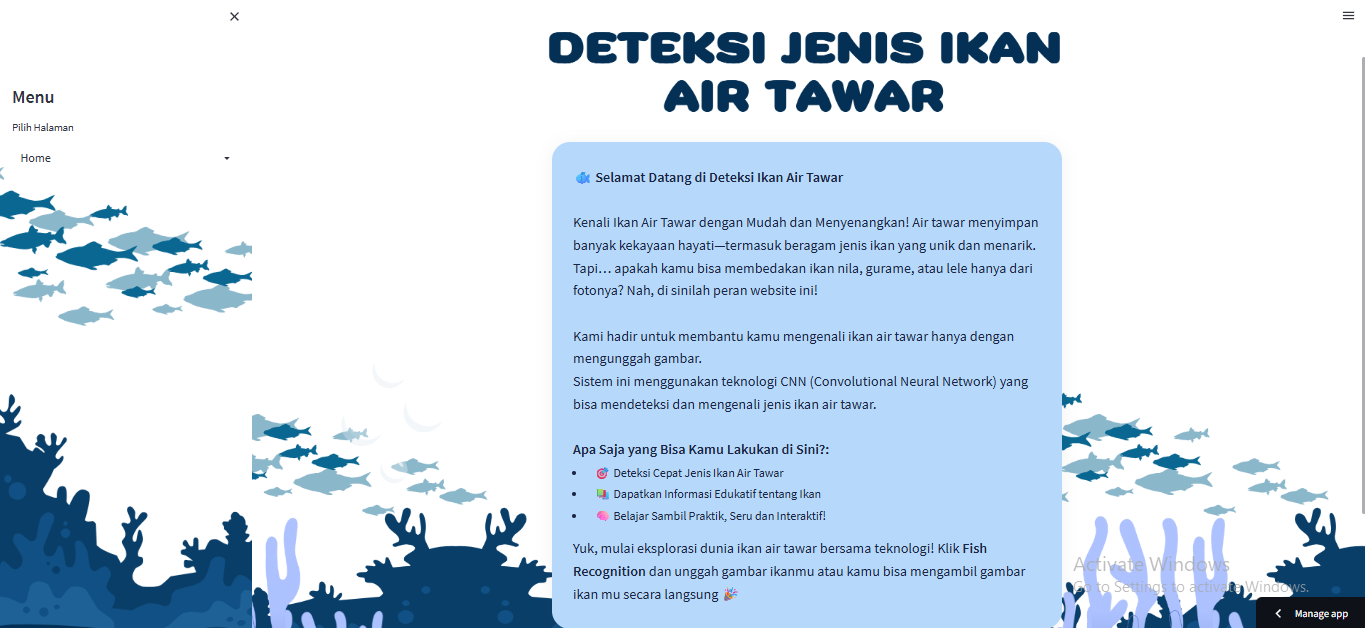 Menu
Pilih Halaman
Home
DETEKSI JENIS IKAN
AIR TAWAR
Selamat Datang di Deteksi Ikan Air Tawar
Kenali Ikan Air Tawar dengan Mudah dan Menyenangkan! Air tawar menyimpan
banyak kekayaan hayati—termasuk beragam jenis ikan yang unik dan menarik.
Tapi… apakah kamu bisa membedakan ikan nila, gurame, atau lele hanya dari
fotonya? Nah, di sinilah peran website ini!
Kami hadir untuk membantu kamu mengenali ikan air tawar hanya dengan
mengunggah gambar.
Sistem ini menggunakan teknologi CNN (Convolutional Neural Network) yang
bisa mendeteksi dan mengenali jenis ikan air tawar.
Apa Saja yang Bisa Kamu Lakukan di Sini?:
• 🎯 Deteksi Cepat Jenis Ikan Air Tawar
• 📚 Dapatkan Informasi Edukatif tentang Ikan
• 🧠 Belajar Sambil Praktik, Seru dan Interaktif!
Yuk, mulai eksplorasi dunia ikan air tawar bersama teknologi! Klik Fish
Recognition dan unggah gambar ikanmu atau kamu bisa mengambil gambar
ikan mu secara langsung 🎉
Activate Windows
Go to Settings to activate Windows.
Manage app